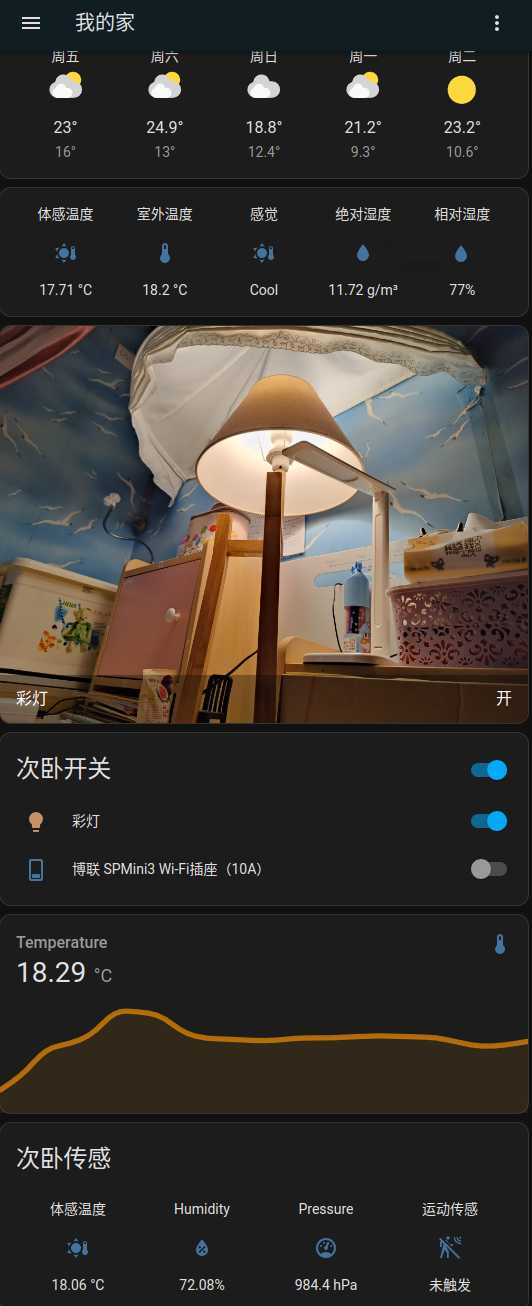 我的家
周五 周六 周日 周一 周二
23° 24.9° 18.8° 21.2° 23.2°
16° 13° 12.4° 9.3° 10.6°
体感温度 室外温度 感觉 绝对湿度 相对湿度
17.71 °C 18.2 °C Cool 11.72 g/m³ 77%
彩灯 开
次卧开关
彩灯
博联 SPMini3 Wi-Fi插座（10A）
Temperature
18.29 °C
次卧传感
体感温度 Humidity Pressure 运动传感
18.06 °C 72.08% 984.4 hPa 未触发